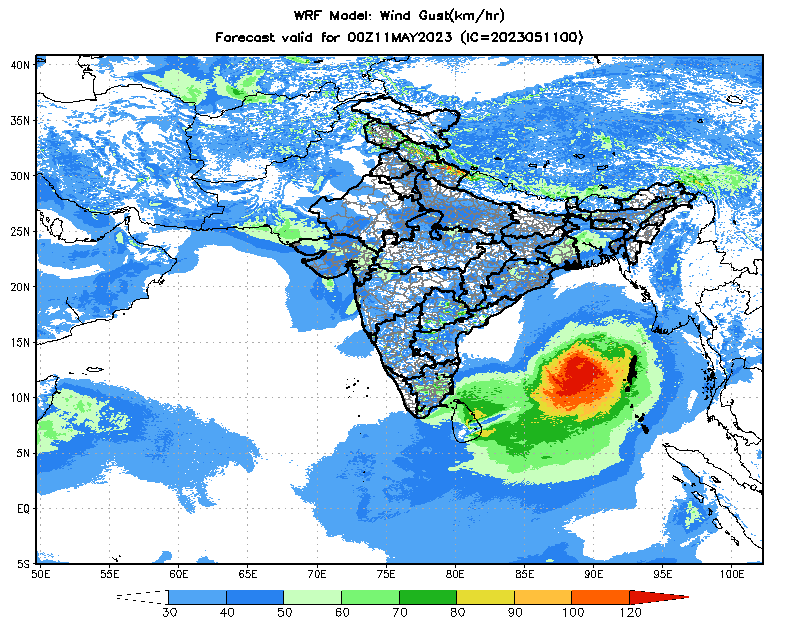 WRF Model: Wind Gust(km/hr)
Forecast valid for 00Z11MAY2023 (IC=2023051100)
40N
35N
30N
25N
20N
15N
10N
5N
EQ
5S
50E 55E 60E 65E 70E 75E 80E 85E 90E 95E 100E
30 40 50 60 70 80 90 100 120